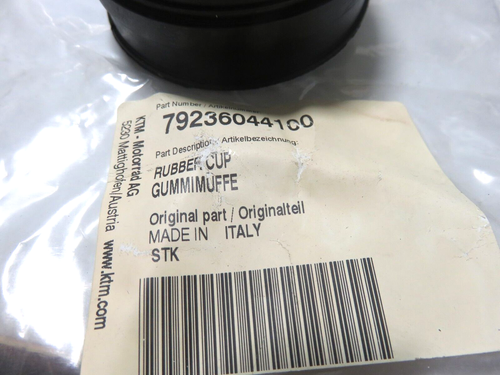 Part Number / Artikelnummer:
79236044100
Part Description / Artikelbezeichnung:
RUBBER CUP
GUMMIMUFFE
Original part / Originalteil
MADE IN ITALY
STK
KTM - Motorrad AG
5230 Mattighofen/Austria
www.ktm.com